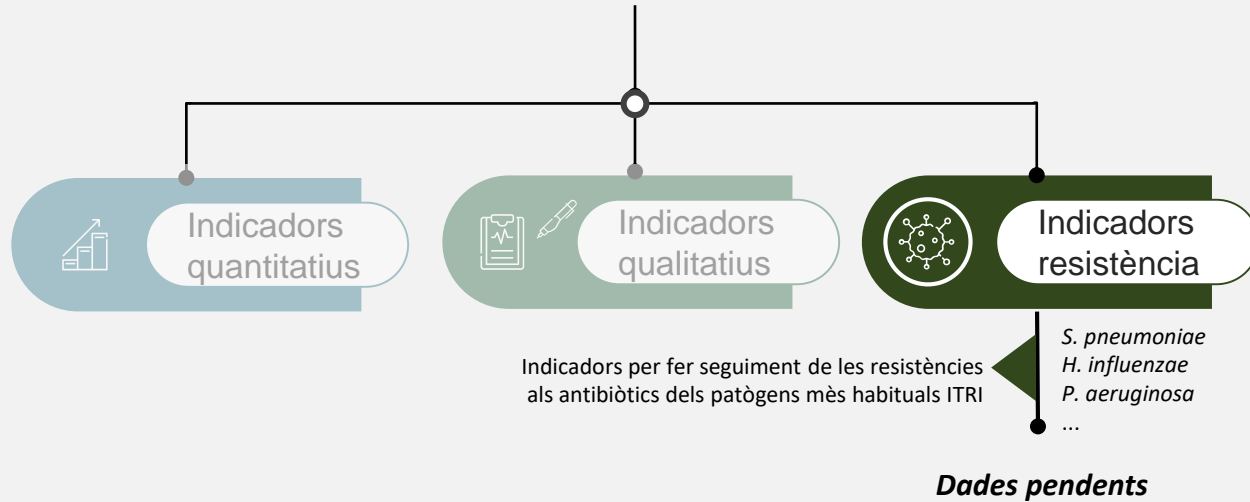 Indicadors
quantitatius
Indicadors
qualitatius
Indicadors
resistència
Indicadors per fer seguiment de les resistències
als antibiòtics dels patògens mès habituals ITRI
S. pneumoniae
H. influenzae
P. aeruginosa
...
Dades pendents